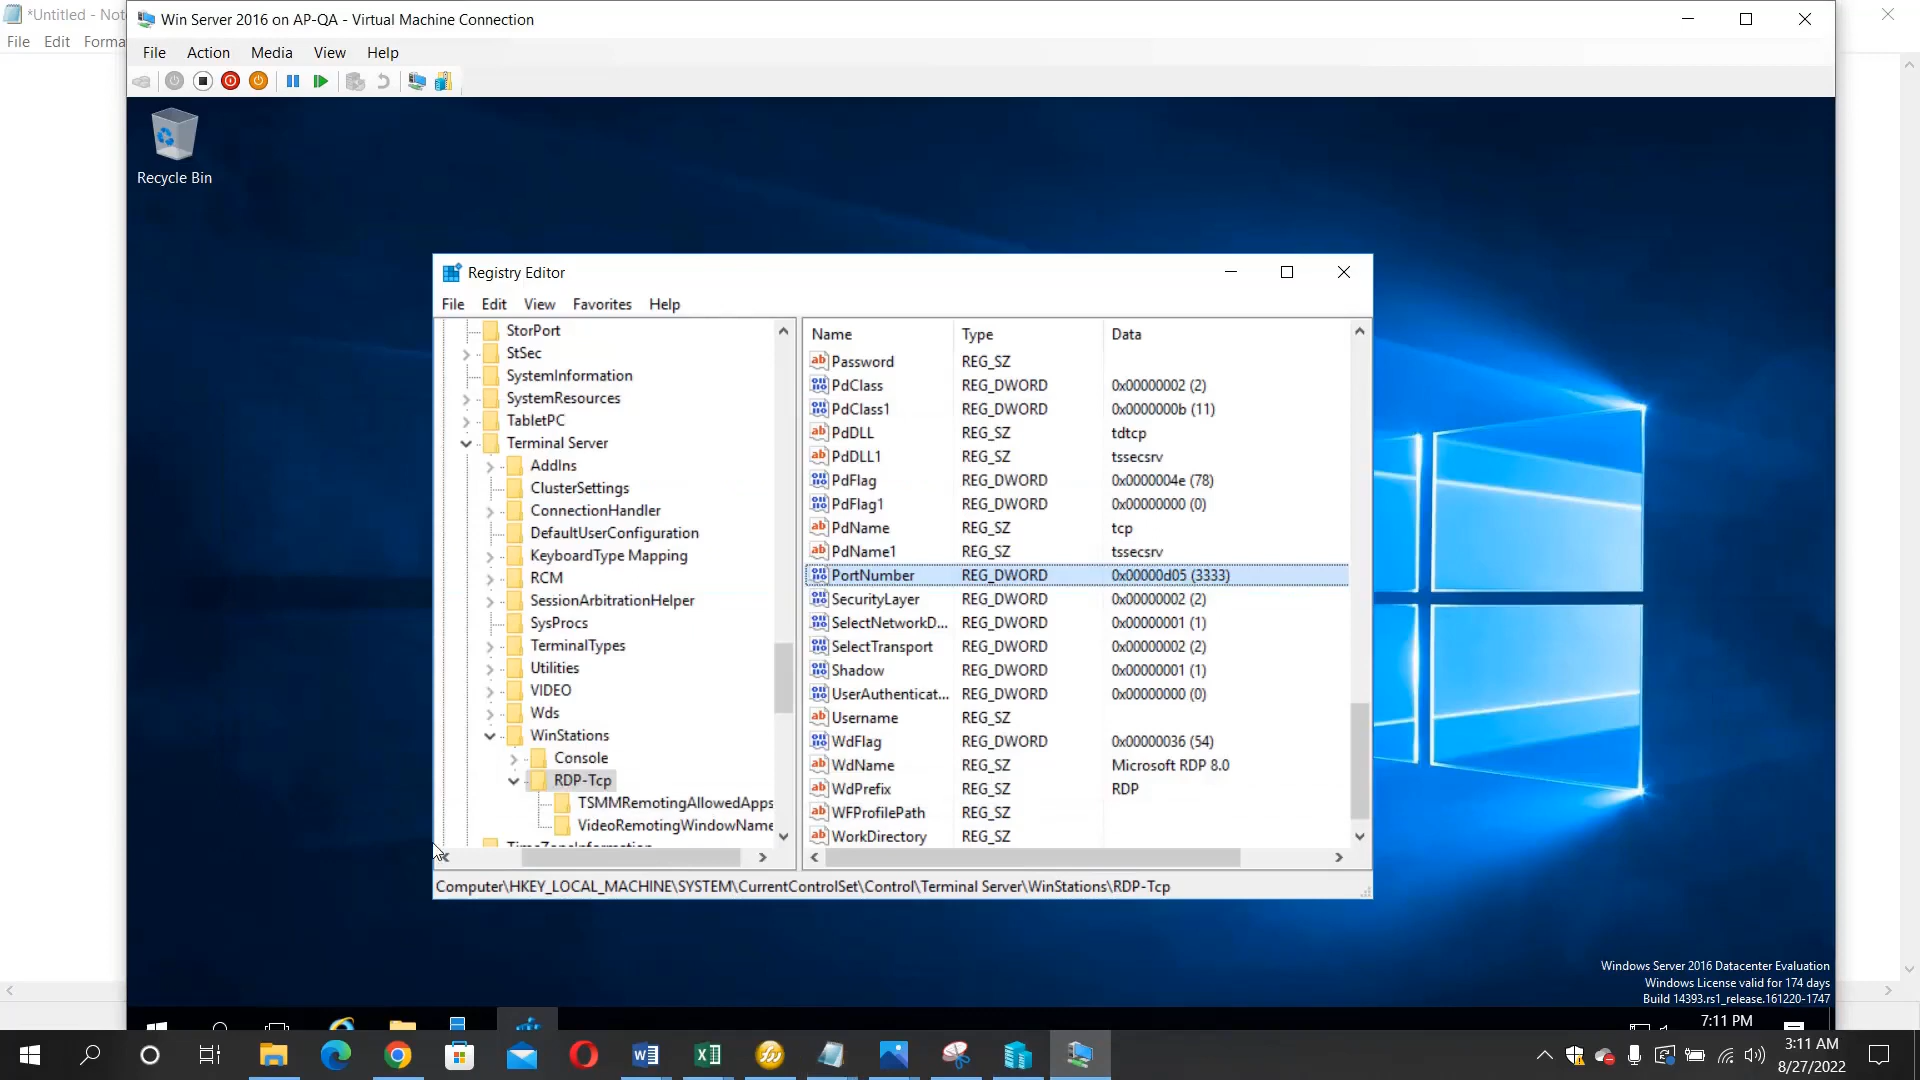 *Untitled - Not
File Edit Forma
Win Server 2016 on AP-QA - Virtual Machine Connection
File Action Media View Help
Recycle Bin
Registry Editor
File Edit View Favorites Help
StorPort
StSec
SystemInformation
SystemResources
TabletPC
Terminal Server
AddIns
ClusterSettings
ConnectionHandler
DefaultUserConfiguration
KeyboardType Mapping
RCM
SessionArbitrationHelper
SysProcs
TerminalTypes
Utilities
VIDEO
Wds
WinStations
Console
RDP-Tcp
TSMMRemotingAllowedApps
VideoRemotingWindowName
TimeZoneInformation
Name Type Data
Password REG_SZ
PdClass REG_DWORD 0x00000002 (2)
PdClass1 REG_DWORD 0x0000000b (11)
PdDLL REG_SZ tdtcp
PdDLL1 REG_SZ tssecsrv
PdFlag REG_DWORD 0x0000004e (78)
PdFlag1 REG_DWORD 0x00000000 (0)
PdName REG_SZ tcp
PdName1 REG_SZ tssecsrv
PortNumber REG_DWORD 0x00000d05 (3333)
SecurityLayer REG_DWORD 0x00000002 (2)
SelectNetworkD... REG_DWORD 0x00000001 (1)
SelectTransport REG_DWORD 0x00000002 (2)
Shadow REG_DWORD 0x00000001 (1)
UserAuthenticat... REG_DWORD 0x00000000 (0)
Username REG_SZ
WdFlag REG_DWORD 0x00000036 (54)
WdName REG_SZ Microsoft RDP 8.0
WdPrefix REG_SZ RDP
WFProfilePath REG_SZ
WorkDirectory REG_SZ
Computer\HKEY_LOCAL_MACHINE\SYSTEM\CurrentControlSet\Control\Terminal Server\WinStations\RDP-Tcp
Windows Server 2016 Datacenter Evaluation
Windows License valid for 174 days
Build 14393.rs1_release.161220-1747
7:11 PM
3:11 AM
8/27/2022